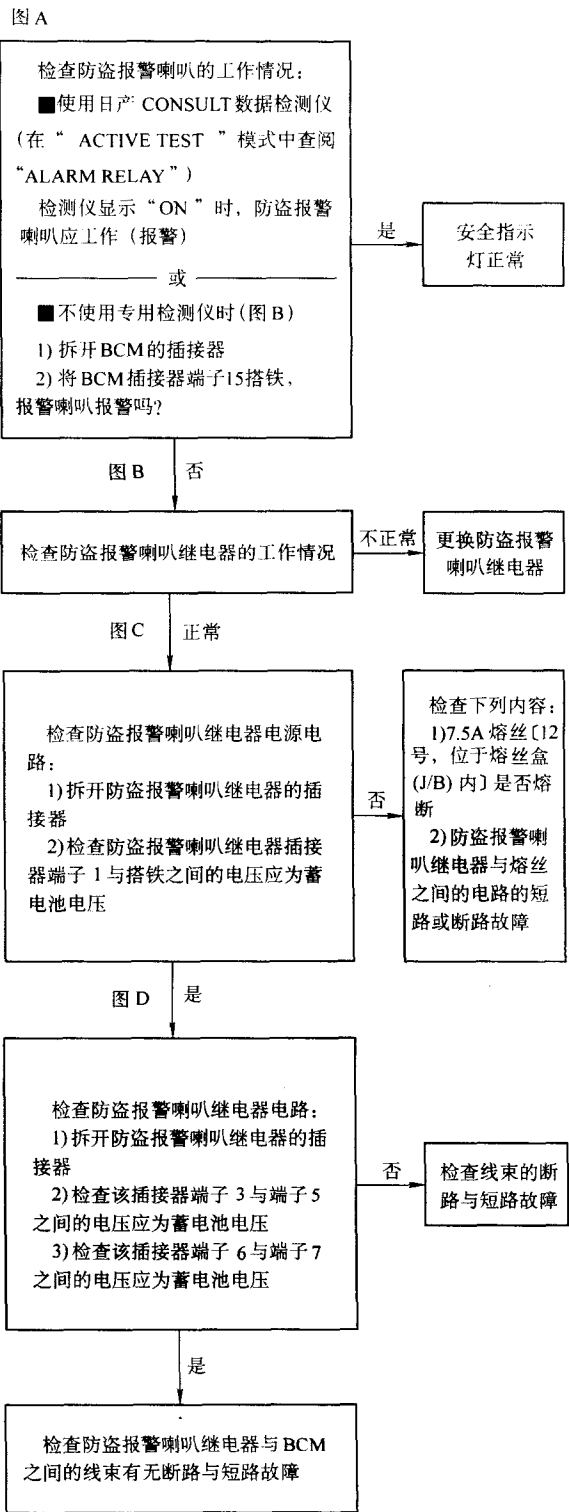 图 A
检查防盗报警喇叭的工作情况：
■使用日产 CONSULT 数据检测仪
（在“ ACTIVE TEST ”模式中查阅
“ALARM RELAY”）
检测仪显示“ON”时，防盗报警
喇叭应工作（报警）
或
■不使用专用检测仪时(图 B)
1) 拆开BCM的插接器
2) 将BCM插接器端子15搭铁，
报警喇叭报警吗?
是
安全指示
灯正常
图 B
否
检查防盗报警喇叭继电器的工作情况
不正常
更换防盗报警
喇叭继电器
图 C
正常
检查防盗报警喇叭继电器电源电
路：
1)拆开防盗报警喇叭继电器的插
接器
2)检查防盗报警喇叭继电器插接
器端子 1 与搭铁之间的电压应为蓄
电池电压
否
检查下列内容：
1)7.5A 熔丝〔12
号，位于熔丝盒
(J/B) 内〕是否熔
断
2) 防盗报警喇
叭继电器与熔丝
之间的电路的短
路或断路故障
图 D
是
检查防盗报警喇叭继电器电路：
1)拆开防盗报警喇叭继电器的插
接器
2)检查该插接器端子 3 与端子 5
之间的电压应为蓄电池电压
3)检查该插接器端子 6 与端子 7
之间的电压应为蓄电池电压
否
检查线束的断
路与短路故障
是
检查防盗报警喇叭继电器与BCM
之间的线束有无断路与短路故障